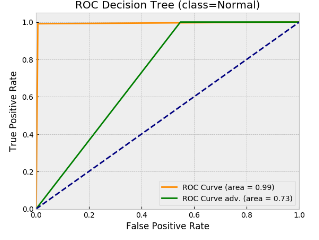 ROC Decision Tree (class=Normal)
1.0
0.8
0.6
0.4
0.2
0.0
True Positive Rate
0.0 0.2 0.4 0.6 0.8 1.0
False Positive Rate
ROC Curve (area = 0.99)
ROC Curve adv. (area = 0.73)